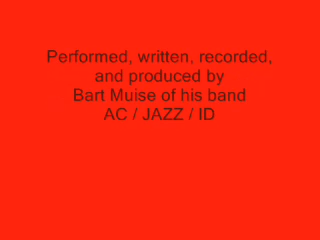 Performed, written, recorded,
and produced by
Bart Muise of his band
AC / JAZZ / ID